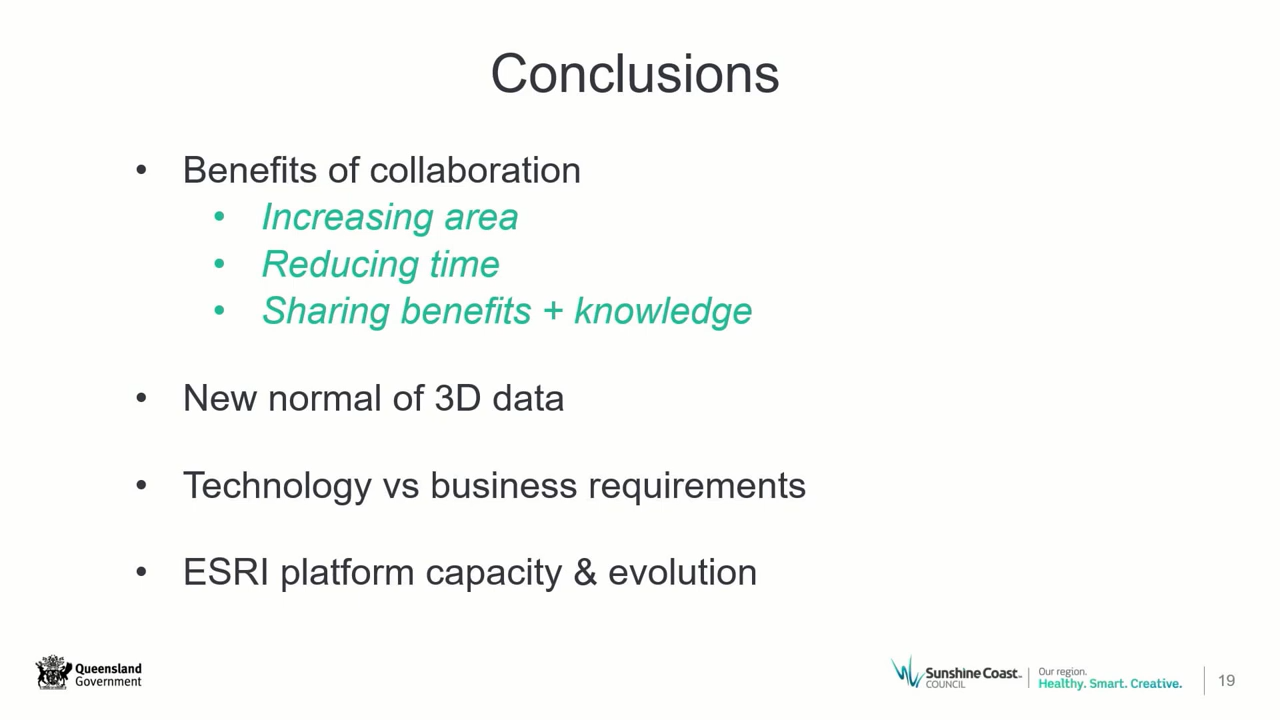 Conclusions
• Benefits of collaboration
• Increasing area
• Reducing time
• Sharing benefits + knowledge
• New normal of 3D data
• Technology vs business requirements
• ESRI platform capacity & evolution
Queensland
Government
Sunshine Coast™
COUNCIL
Our region.
Healthy. Smart. Creative.
19